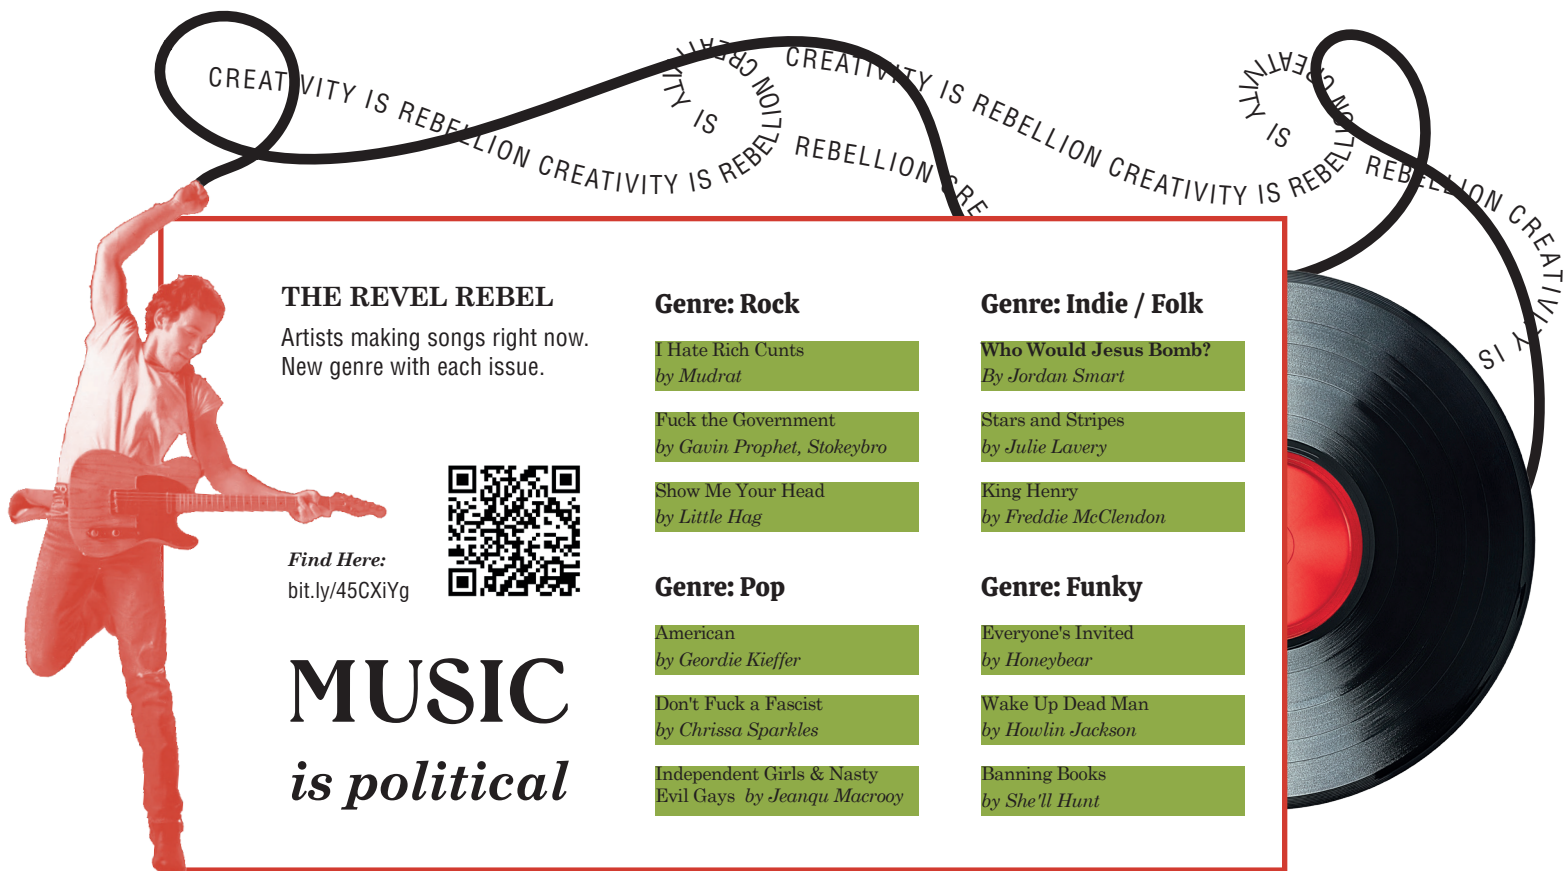 CREATIVITY IS REBELLION CREATIVITY IS REBELLION CREATIVITY IS REBELLION CRE
CREATIVITY IS REBELLION CREATIVITY IS REBELLION CREATIVITY IS REBELLION CREATIVITY IS
THE REVEL REBEL
Artists making songs right now.
New genre with each issue.
Find Here:
bit.ly/45CXiYg
MUSIC
is political
Genre: Rock
I Hate Rich Cunts
by Mudrat
Fuck the Government
by Gavin Prophet, Stokeybro
Show Me Your Head
by Little Hag
Genre: Pop
American
by Geordie Kieffer
Don't Fuck a Fascist
by Chrissa Sparkles
Independent Girls & Nasty
Evil Gays by Jeanqu Macrooy
Genre: Indie / Folk
Who Would Jesus Bomb?
By Jordan Smart
Stars and Stripes
by Julie Lavery
King Henry
by Freddie McClendon
Genre: Funky
Everyone's Invited
by Honeybear
Wake Up Dead Man
by Howlin Jackson
Banning Books
by She'll Hunt